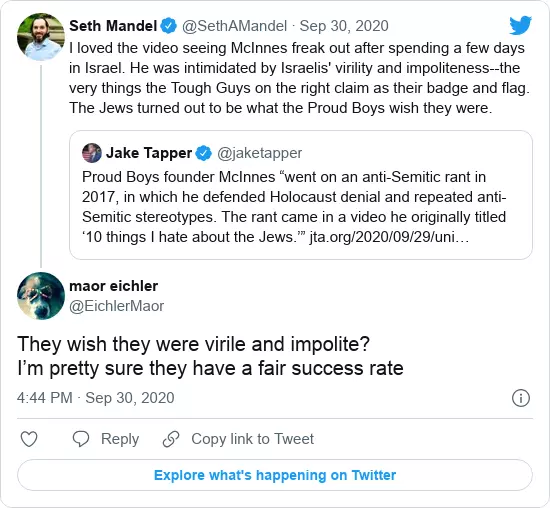 Seth Mandel @SethAMandel · Sep 30, 2020
I loved the video seeing McInnes freak out after spending a few days
in Israel. He was intimidated by Israelis' virility and impoliteness--the
very things the Tough Guys on the right claim as their badge and flag.
The Jews turned out to be what the Proud Boys wish they were.
Jake Tapper @jaketapper
Proud Boys founder McInnes “went on an anti-Semitic rant in
2017, in which he defended Holocaust denial and repeated anti-
Semitic stereotypes. The rant came in a video he originally titled
‘10 things I hate about the Jews.’” jta.org/2020/09/29/uni…
maor eichler
@EichlerMaor
They wish they were virile and impolite?
I’m pretty sure they have a fair success rate
4:44 PM · Sep 30, 2020
Reply Copy link to Tweet
Explore what's happening on Twitter